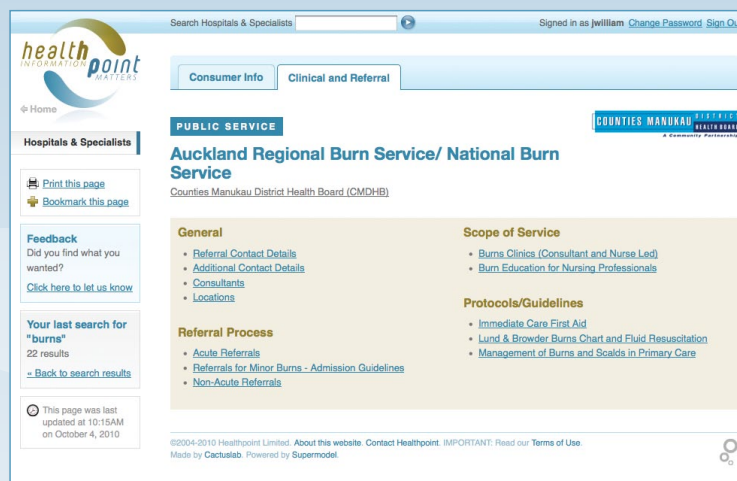 Search Hospitals & Specialists
Signed in as jwilliam Change Password Sign Ou
health point
INFORMATION
MATTERS
Home
Hospitals & Specialists
Print this page
Bookmark this page
Feedback
Did you find what you
wanted?
Click here to let us know
Your last search for
"burns"
22 results
« Back to search results
This page was last
updated at 10:15AM
on October 4, 2010
Consumer Info
Clinical and Referral
PUBLIC SERVICE
COUNTIES MANUKAU DISTRICT
HEALTH BOARD
A Community Partnership
Auckland Regional Burn Service/ National Burn
Service
Counties Manukau District Health Board (CMDHB)
General
• Referral Contact Details
• Additional Contact Details
• Consultants
• Locations
Referral Process
• Acute Referrals
• Referrals for Minor Burns - Admission Guidelines
• Non-Acute Referrals
Scope of Service
• Burns Clinics (Consultant and Nurse Led)
• Burn Education for Nursing Professionals
Protocols/Guidelines
• Immediate Care First Aid
• Lund & Browder Burns Chart and Fluid Resuscitation
• Management of Burns and Scalds in Primary Care
©2004-2010 Healthpoint Limited. About this website. Contact Healthpoint. IMPORTANT: Read our Terms of Use.
Made by Cactuslab. Powered by Supermodel.